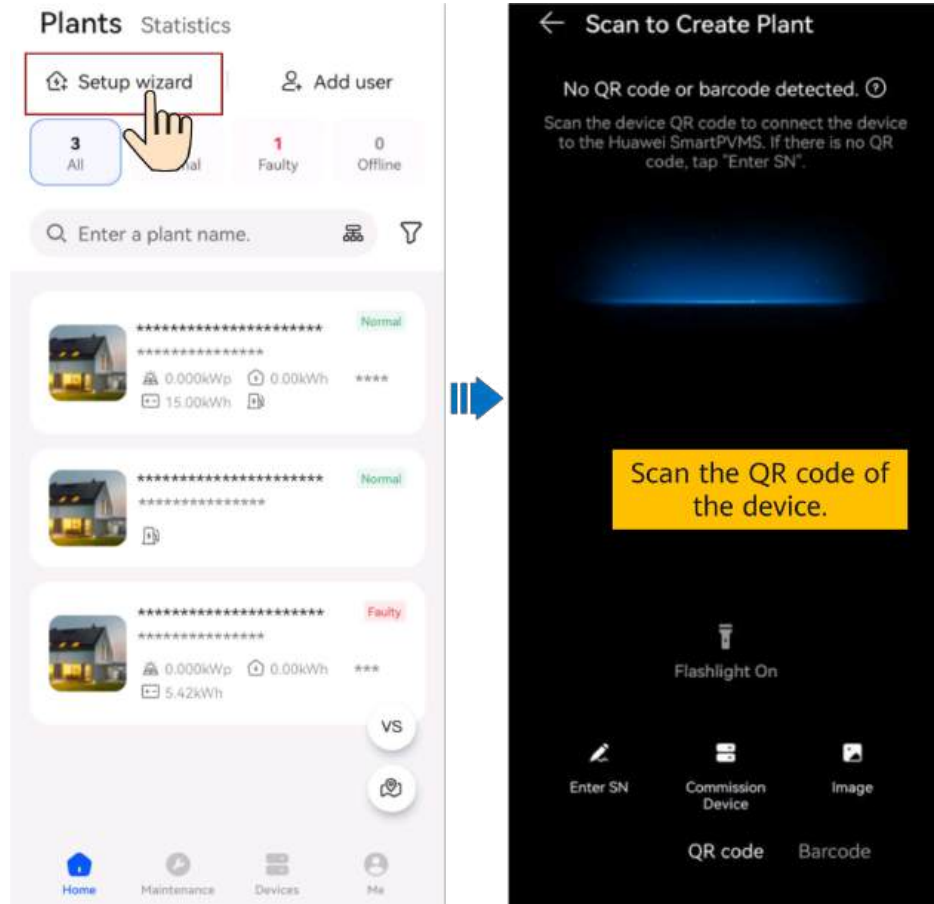 Plants Statistics
Setup wizard
Add user
3
All
1
Faulty
0
Offline
Enter a plant name.
***********************
Normal
***************
0.000kWp 0.00kWh ****
15.00kWh
***********************
Normal
***************
***********************
Faulty
***************
0.000kWp 0.00kWh ***
5.42kWh
VS
Home
Maintenance
Devices
Me
Scan to Create Plant
No QR code or barcode detected.
Scan the device QR code to connect the device
to the Huawei SmartPVMS. If there is no QR
code, tap "Enter SN".
Scan the QR code of
the device.
Flashlight On
Enter SN
Commission
Device
Image
QR code
Barcode